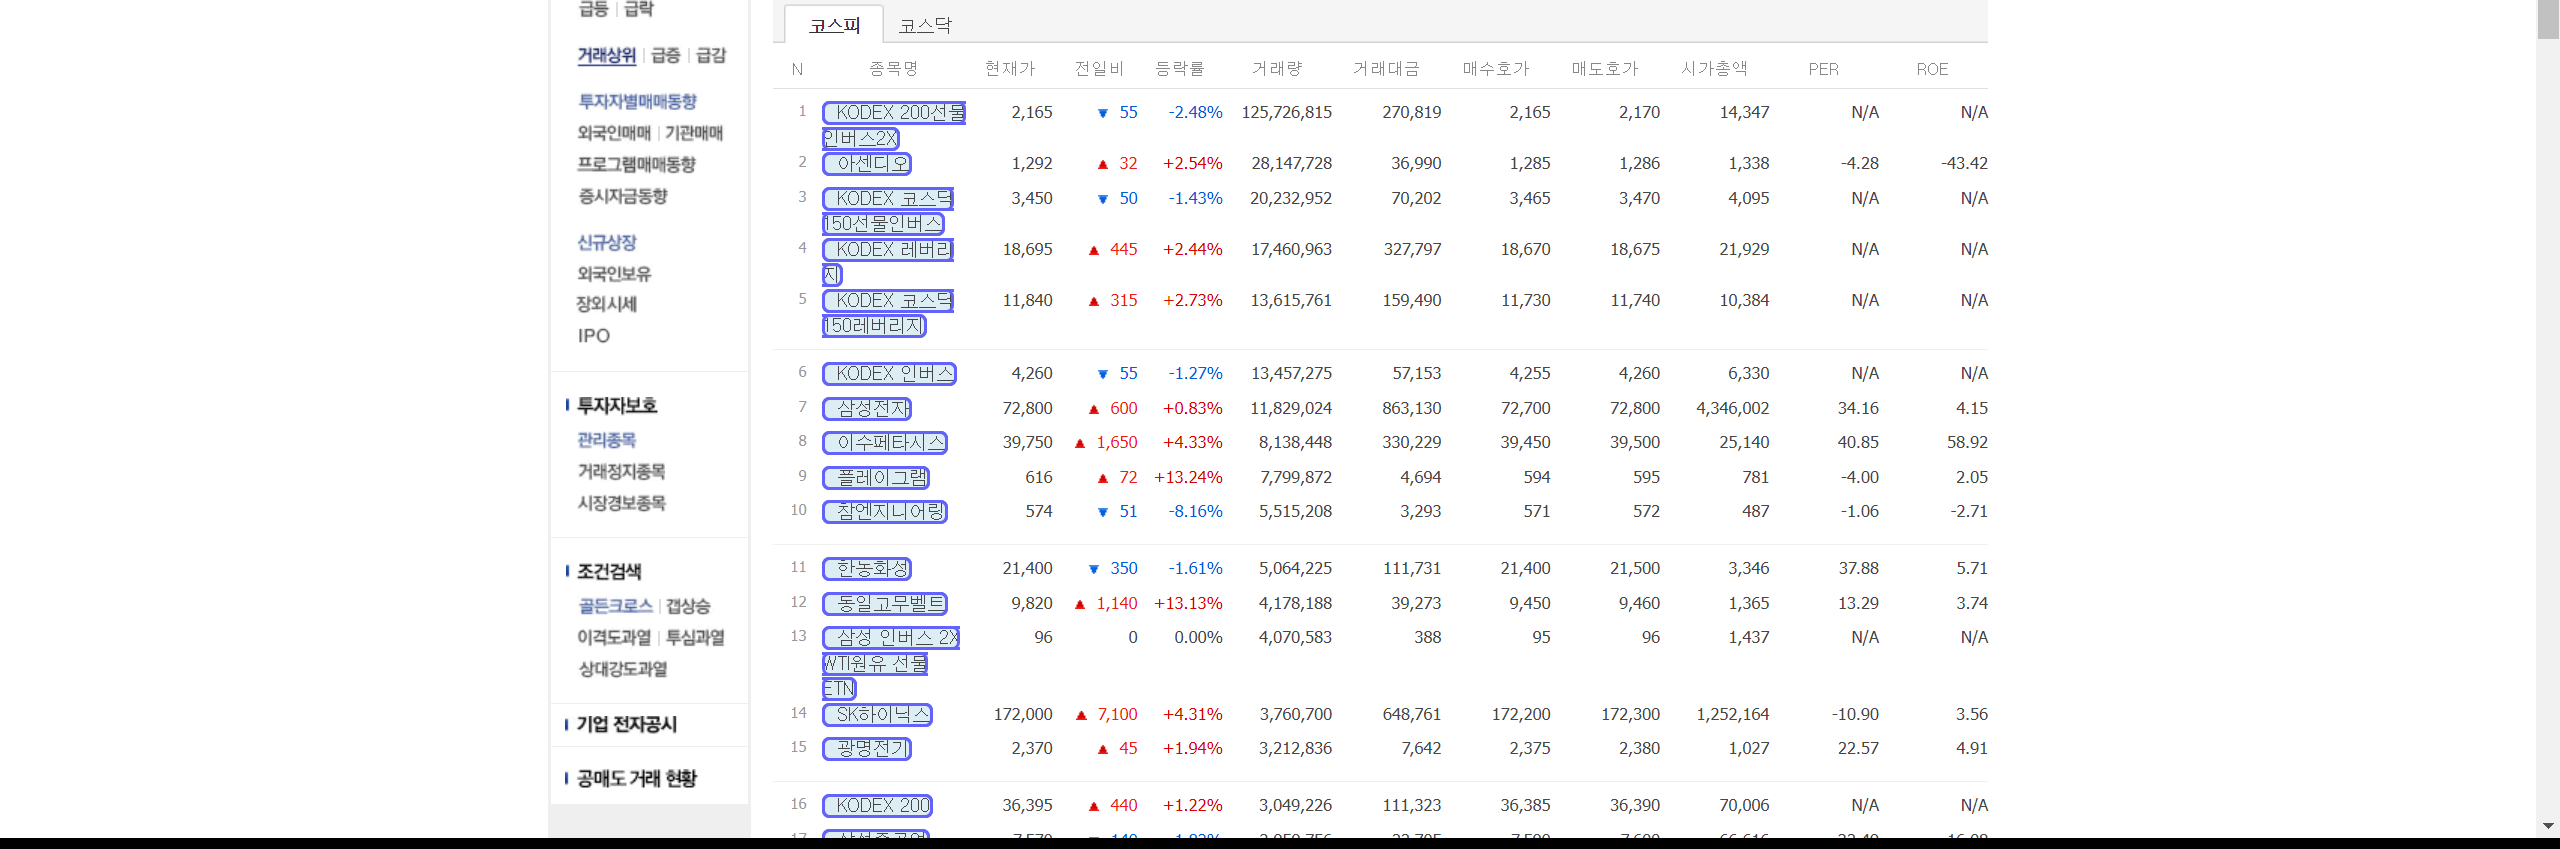 급등 | 급락
거래상위 | 급증 | 급감
투자자별매매동향
외국인매매 | 기관매매
프로그램매매동향
증시자금동향
신규상장
외국인보유
장외시세
IPO
투자자보호
관리종목
거래정지종목
시장경보종목
조건검색
골든크로스 | 갭상승
이격도과열 | 투심과열
상대강도과열
기업 전자공시
공매도 거래 현황
코스피 코스닥
N 종목명 현재가 전일비 등락률 거래량 거래대금 매수호가 매도호가 시가총액 PER ROE
1 KODEX 200선물 2,165 ▼ 55 -2.48% 125,726,815 270,819 2,165 2,170 14,347 N/A N/A
인버스2X
2 아센디오 1,292 ▲ 32 +2.54% 28,147,728 36,990 1,285 1,286 1,338 -4.28 -43.42
3 KODEX 코스닥 3,450 ▼ 50 -1.43% 20,232,952 70,202 3,465 3,470 4,095 N/A N/A
150선물인버스
4 KODEX 레버리 18,695 ▲ 445 +2.44% 17,460,963 327,797 18,670 18,675 21,929 N/A N/A
지
5 KODEX 코스닥 11,840 ▲ 315 +2.73% 13,615,761 159,490 11,730 11,740 10,384 N/A N/A
150레버리지
6 KODEX 인버스 4,260 ▼ 55 -1.27% 13,457,275 57,153 4,255 4,260 6,330 N/A N/A
7 삼성전자 72,800 ▲ 600 +0.83% 11,829,024 863,130 72,700 72,800 4,346,002 34.16 4.15
8 이수페타시스 39,750 ▲ 1,650 +4.33% 8,138,448 330,229 39,450 39,500 25,140 40.85 58.92
9 플레이그램 616 ▲ 72 +13.24% 7,799,872 4,694 594 595 781 -4.00 2.05
10 참엔지니어링 574 ▼ 51 -8.16% 5,515,208 3,293 571 572 487 -1.06 -2.71
11 한농화성 21,400 ▼ 350 -1.61% 5,064,225 111,731 21,400 21,500 3,346 37.88 5.71
12 동일고무벨트 9,820 ▲ 1,140 +13.13% 4,178,188 39,273 9,450 9,460 1,365 13.29 3.74
13 삼성 인버스 2X 96 0 0.00% 4,070,583 388 95 96 1,437 N/A N/A
WTI원유 선물
ETN
14 SK하이닉스 172,000 ▲ 7,100 +4.31% 3,760,700 648,761 172,200 172,300 1,252,164 -10.90 3.56
15 광명전기 2,370 ▲ 45 +1.94% 3,212,836 7,642 2,375 2,380 1,027 22.57 4.91
16 KODEX 200 36,395 ▲ 440 +1.22% 3,049,226 111,323 36,385 36,390 70,006 N/A N/A